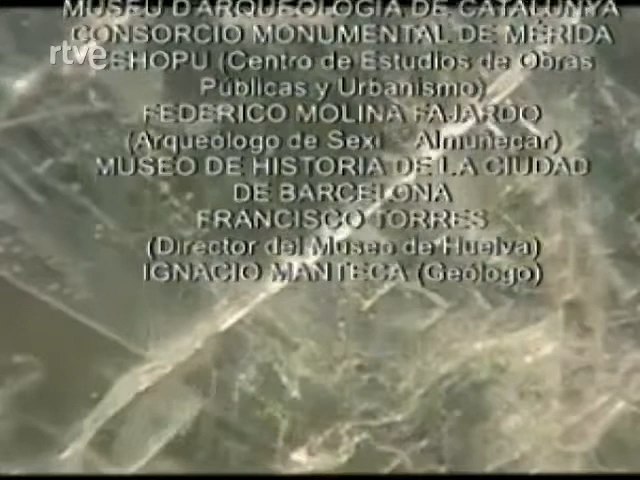 MUSEU D'ARQUEOLOGIA DE CATALUNYA
CONSORCIO MONUMENTAL DE MÉRIDA
rtve
CEHOPU (Centro de Estudios de Obras
Públicas y Urbanismo)
FEDERICO MOLINA FAJARDO
(Arqueólogo de Sexi Almuñecar)
MUSEO DE HISTORIA DE LA CIUDAD
DE BARCELONA
FRANCISCO TORRES
(Director del Museo de Huelva)
IGNACIO MANTECA (Geólogo)